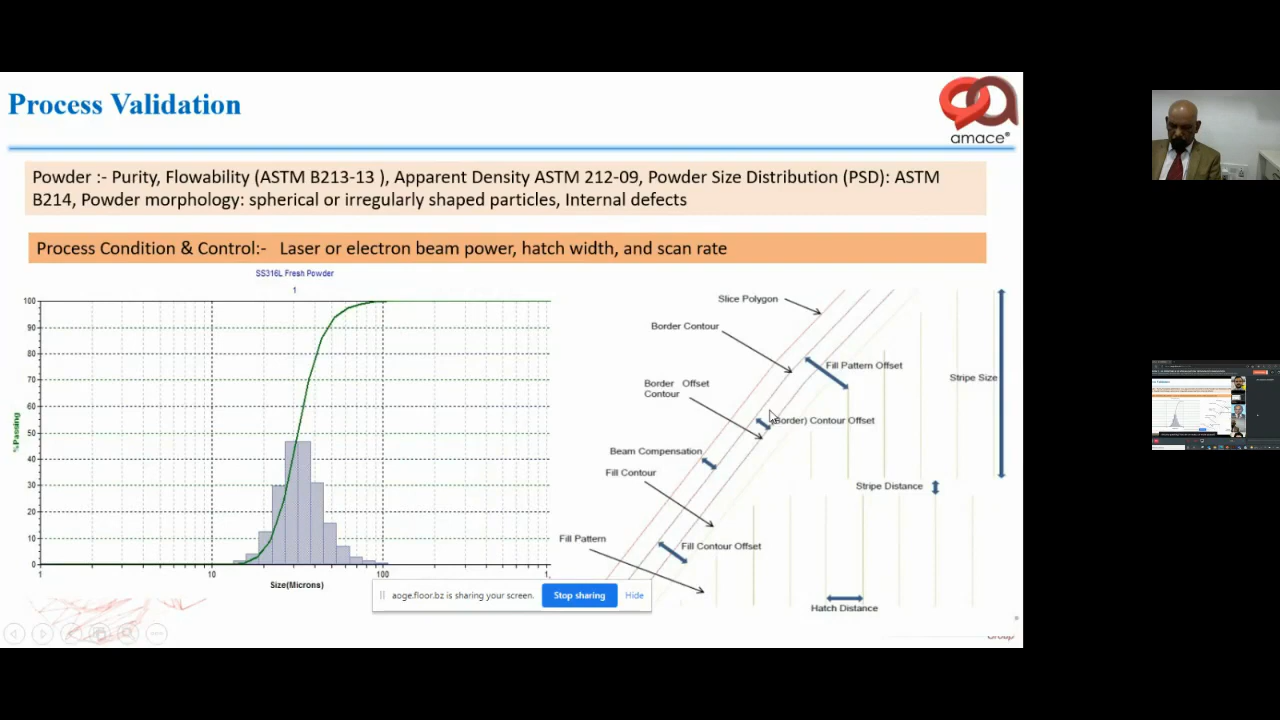 Process Validation
amace®
Powder :- Purity, Flowability (ASTM B213-13 ), Apparent Density ASTM 212-09, Powder Size Distribution (PSD): ASTM
B214, Powder morphology: spherical or irregularly shaped particles, Internal defects
Process Condition & Control:- Laser or electron beam power, hatch width, and scan rate
SS316L Fresh Powder
1
100
90
80
70
60
50
40
30
20
10
0
%Passing
1
10
100
1,
Size(Microns)
Slice Polygon
Border Contour
Fill Pattern Offset
Stripe Size
Border Offset
Contour
(Border) Contour Offset
Beam Compensation
Fill Contour
Stripe Distance
Fill Pattern
Fill Contour Offset
Hatch Distance
aoge.floor.bz is sharing your screen.
Stop sharing
Hide
Group